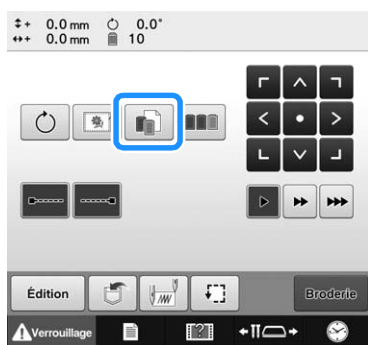 + 0.0 mm 0.0°
+ 0.0 mm 10
Édition
Broderie
Verrouillage